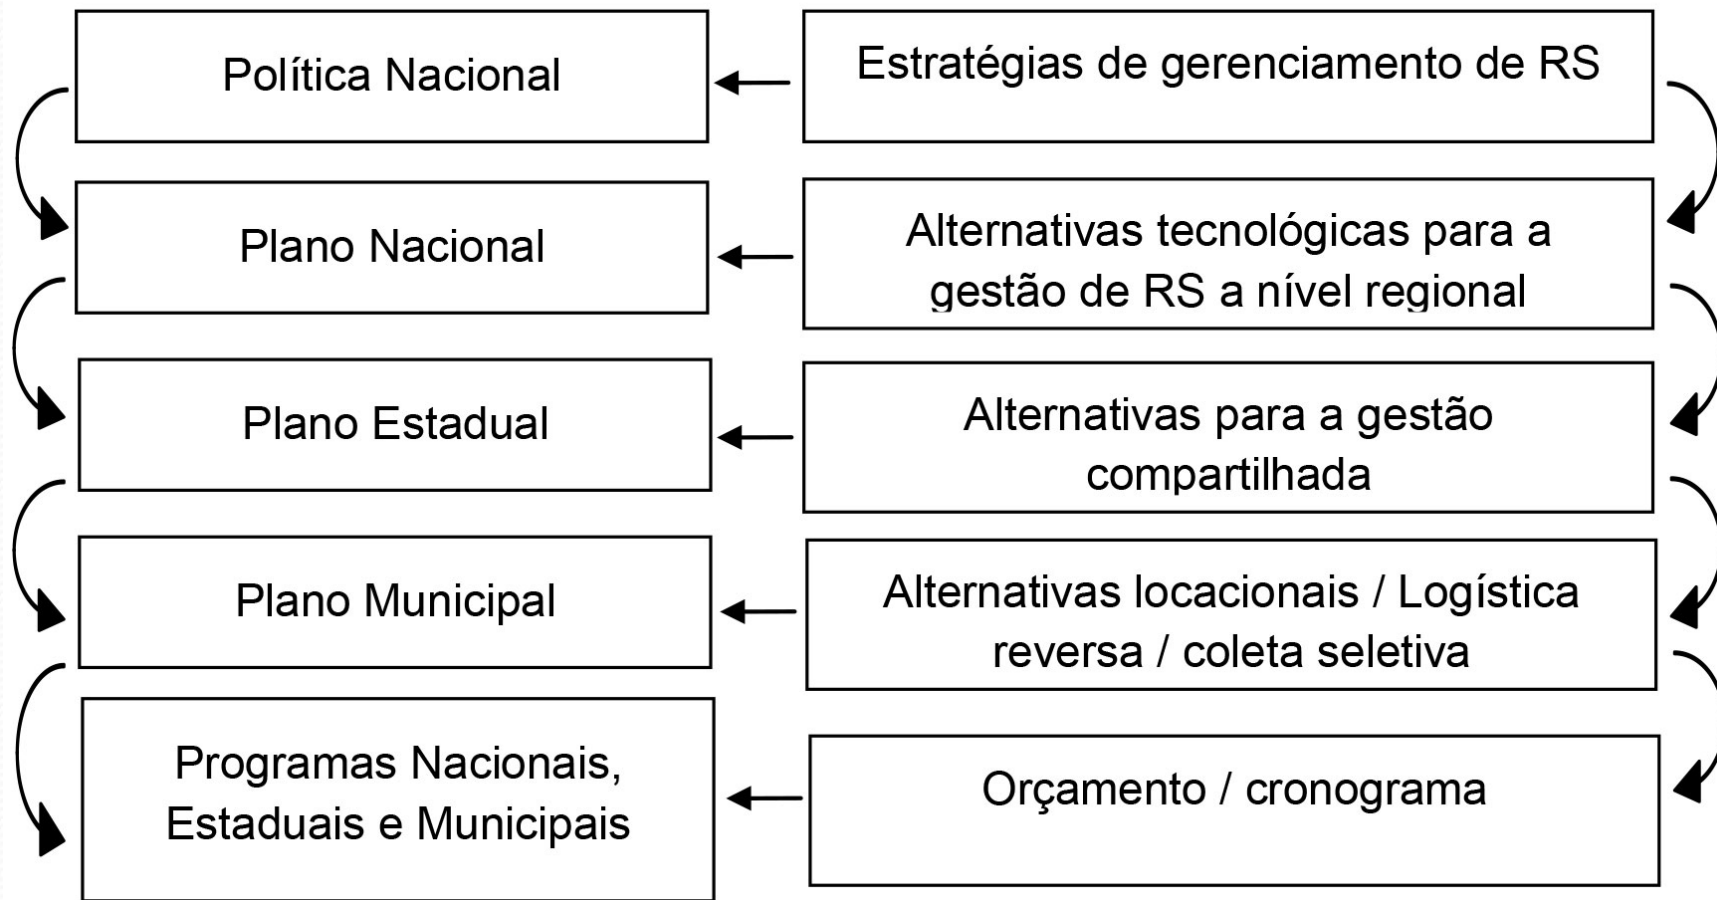 Política Nacional
Estratégias de gerenciamento de RS
Plano Nacional
Alternativas tecnológicas para a
gestão de RS a nível regional
Plano Estadual
Alternativas para a gestão
compartilhada
Plano Municipal
Alternativas locacionais / Logística
reversa / coleta seletiva
Programas Nacionais,
Estaduais e Municipais
Orçamento / cronograma